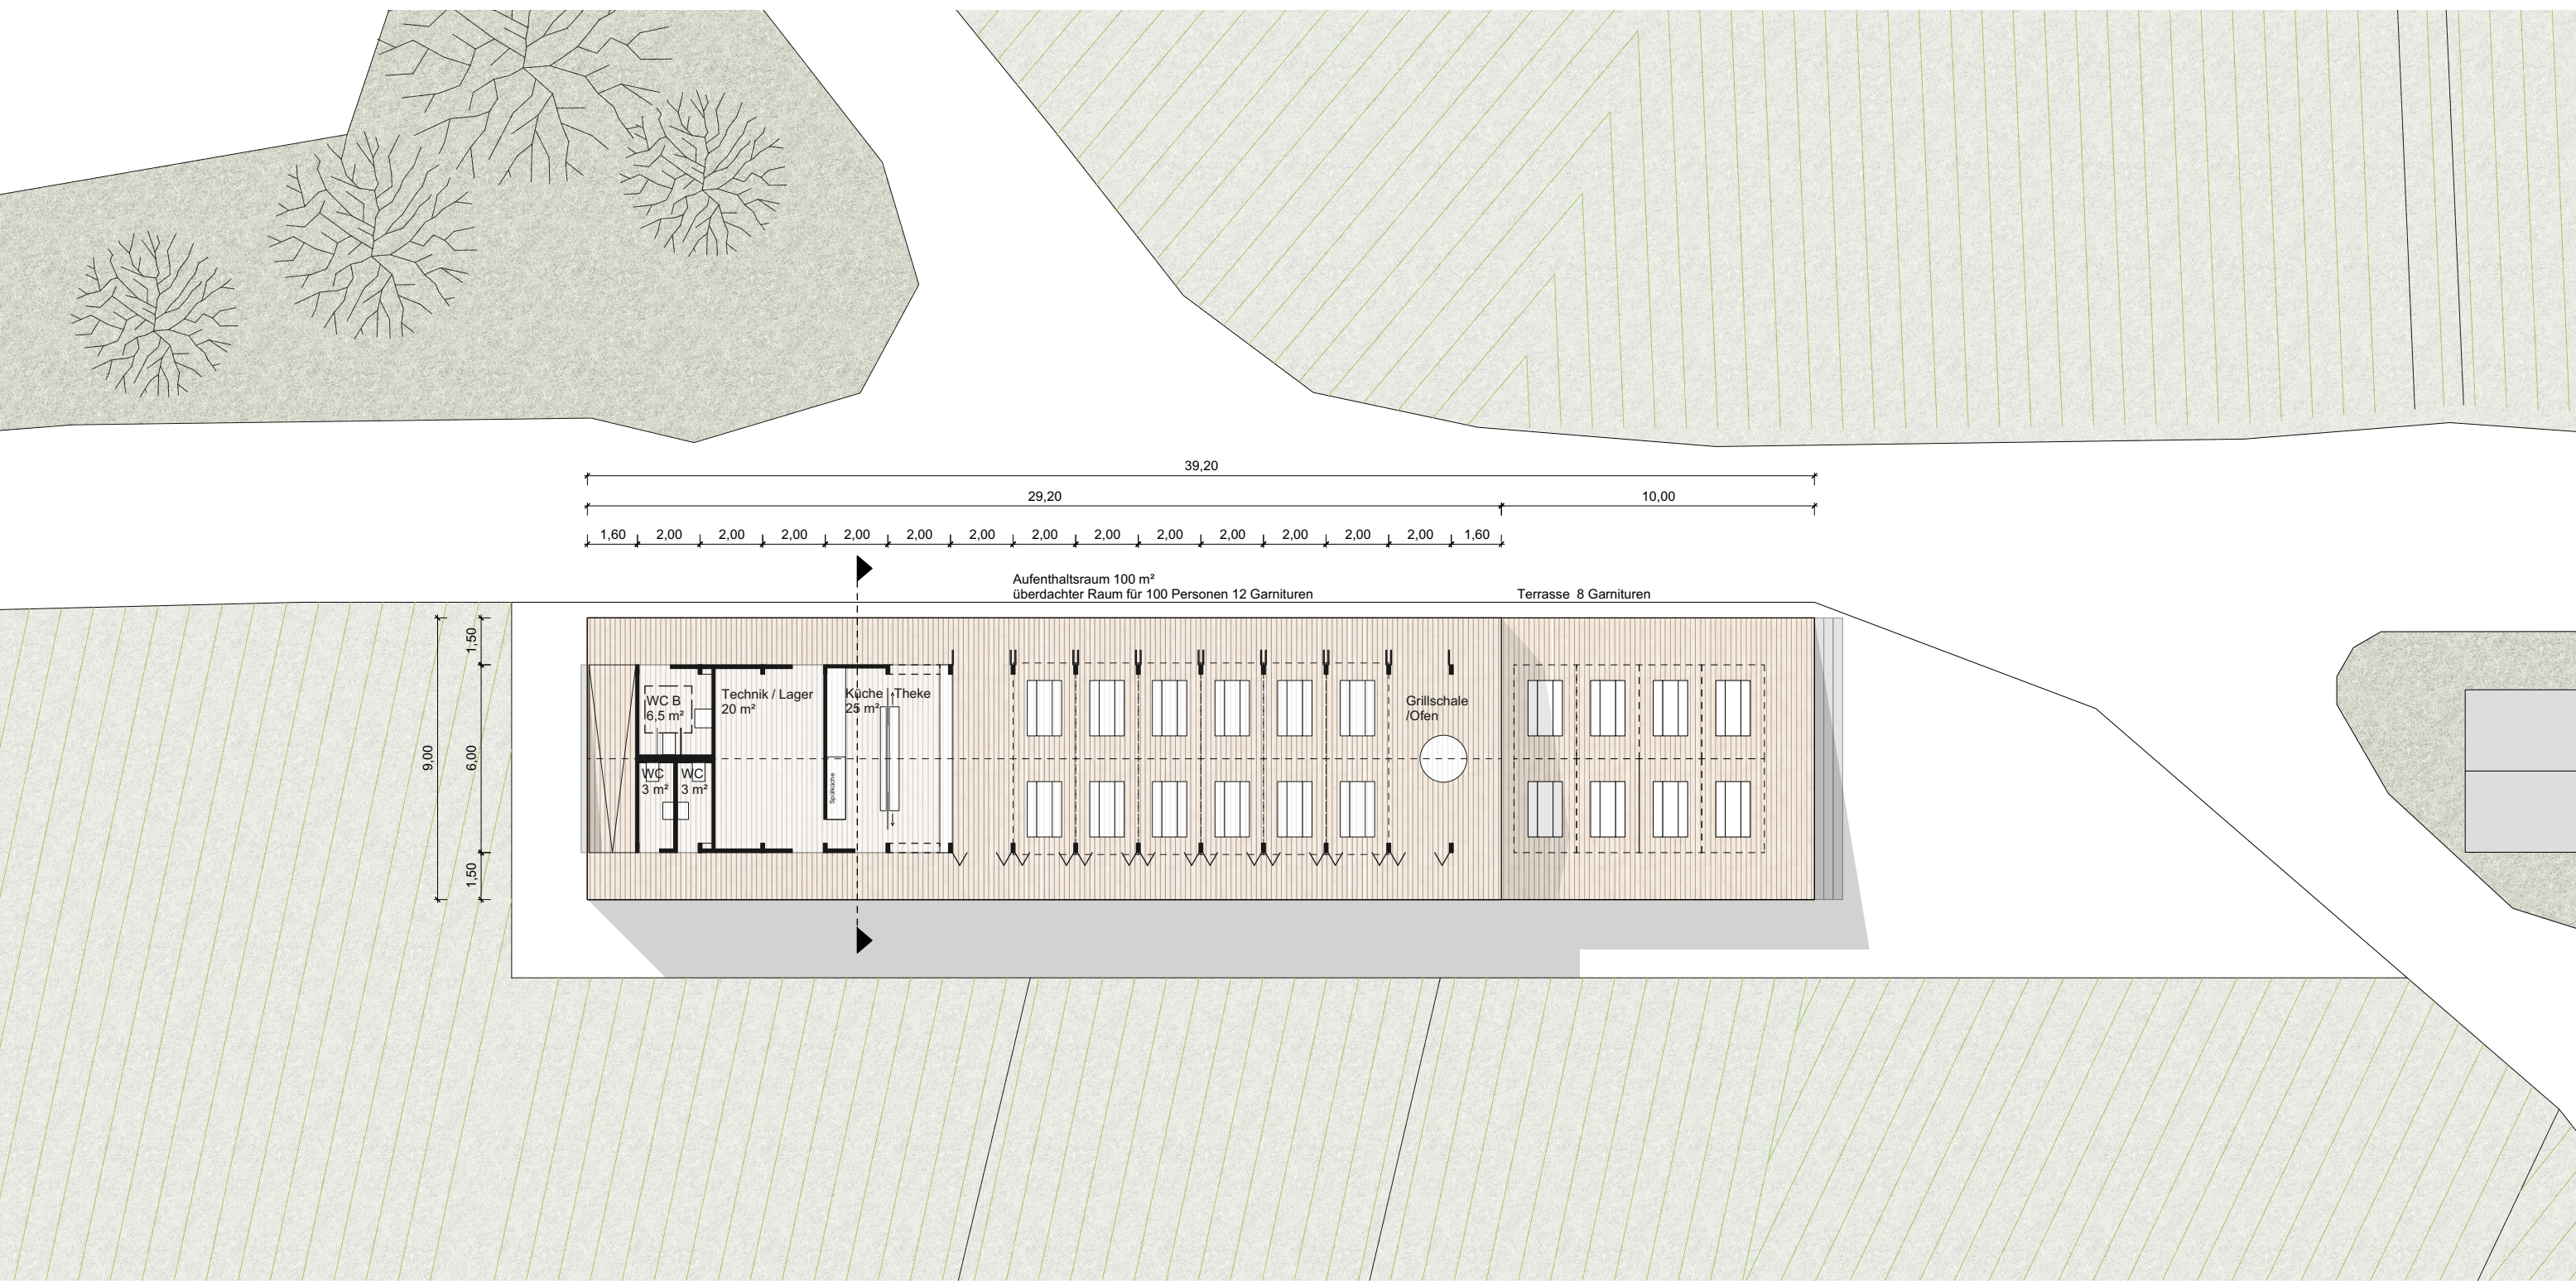 39,20
29,20
10,00
1,60
2,00
2,00
2,00
2,00
2,00
2,00
2,00
2,00
2,00
2,00
2,00
2,00
2,00
1,60
Aufenthaltsraum 100 m²
überdachter Raum für 100 Personen 12 Garnituren
Terrasse 8 Garnituren
9,00
1,50
6,00
1,50
WC B
6,5 m²
Technik / Lager
20 m²
Küche / Theke
25 m²
Grillschale
/Ofen
WC
3 m²
WC
3 m²
Spülküche